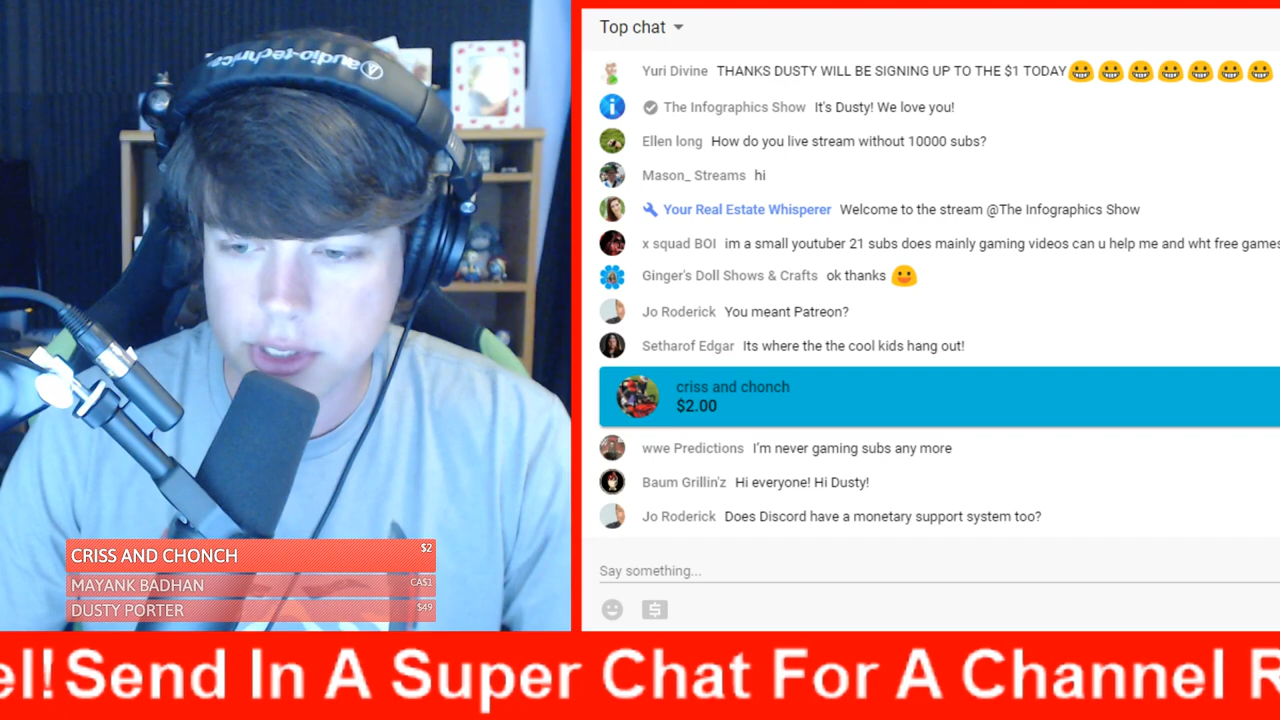 audio-technica
Top chat
Yuri Divine THANKS DUSTY WILL BE SIGNING UP TO THE $1 TODAY😀😀😀😀😀😀😀
The Infographics Show It's Dusty! We love you!
Ellen long How do you live stream without 10000 subs?
Mason_ Streams hi
Your Real Estate Whisperer Welcome to the stream @The Infographics Show
x squad BOI im a small youtuber 21 subs does mainly gaming videos can u help me and wht free games
Ginger's Doll Shows & Crafts ok thanks 😀
Jo Roderick You meant Patreon?
Setharof Edgar Its where the the cool kids hang out!
criss and chonch
$2.00
wwe Predictions I'm never gaming subs any more
Baum Grillin'z Hi everyone! Hi Dusty!
Jo Roderick Does Discord have a monetary support system too?
Say something...
CRISS AND CHONCH $2
MAYANK BADHAN CA$1
DUSTY PORTER $49
el! Send In A Super Chat For A Channel R